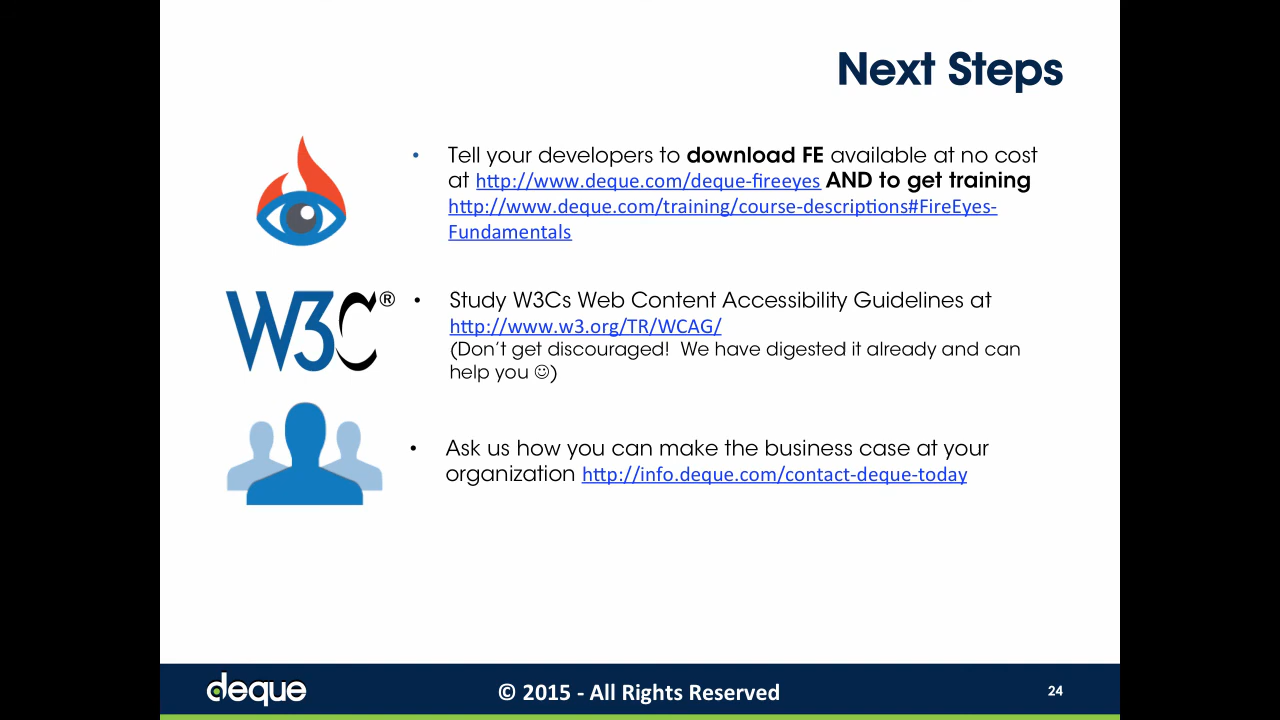 Next Steps
• Tell your developers to download FE available at no cost
at http://www.deque.com/deque-fireeyes AND to get training
http://www.deque.com/training/course-descriptions#FireEyes-
Fundamentals
W3C®
• Study W3Cs Web Content Accessibility Guidelines at
http://www.w3.org/TR/WCAG/
(Don't get discouraged!  We have digested it already and can
help you ☺)
• Ask us how you can make the business case at your
organization http://info.deque.com/contact-deque-today
deque
© 2015 - All Rights Reserved
24